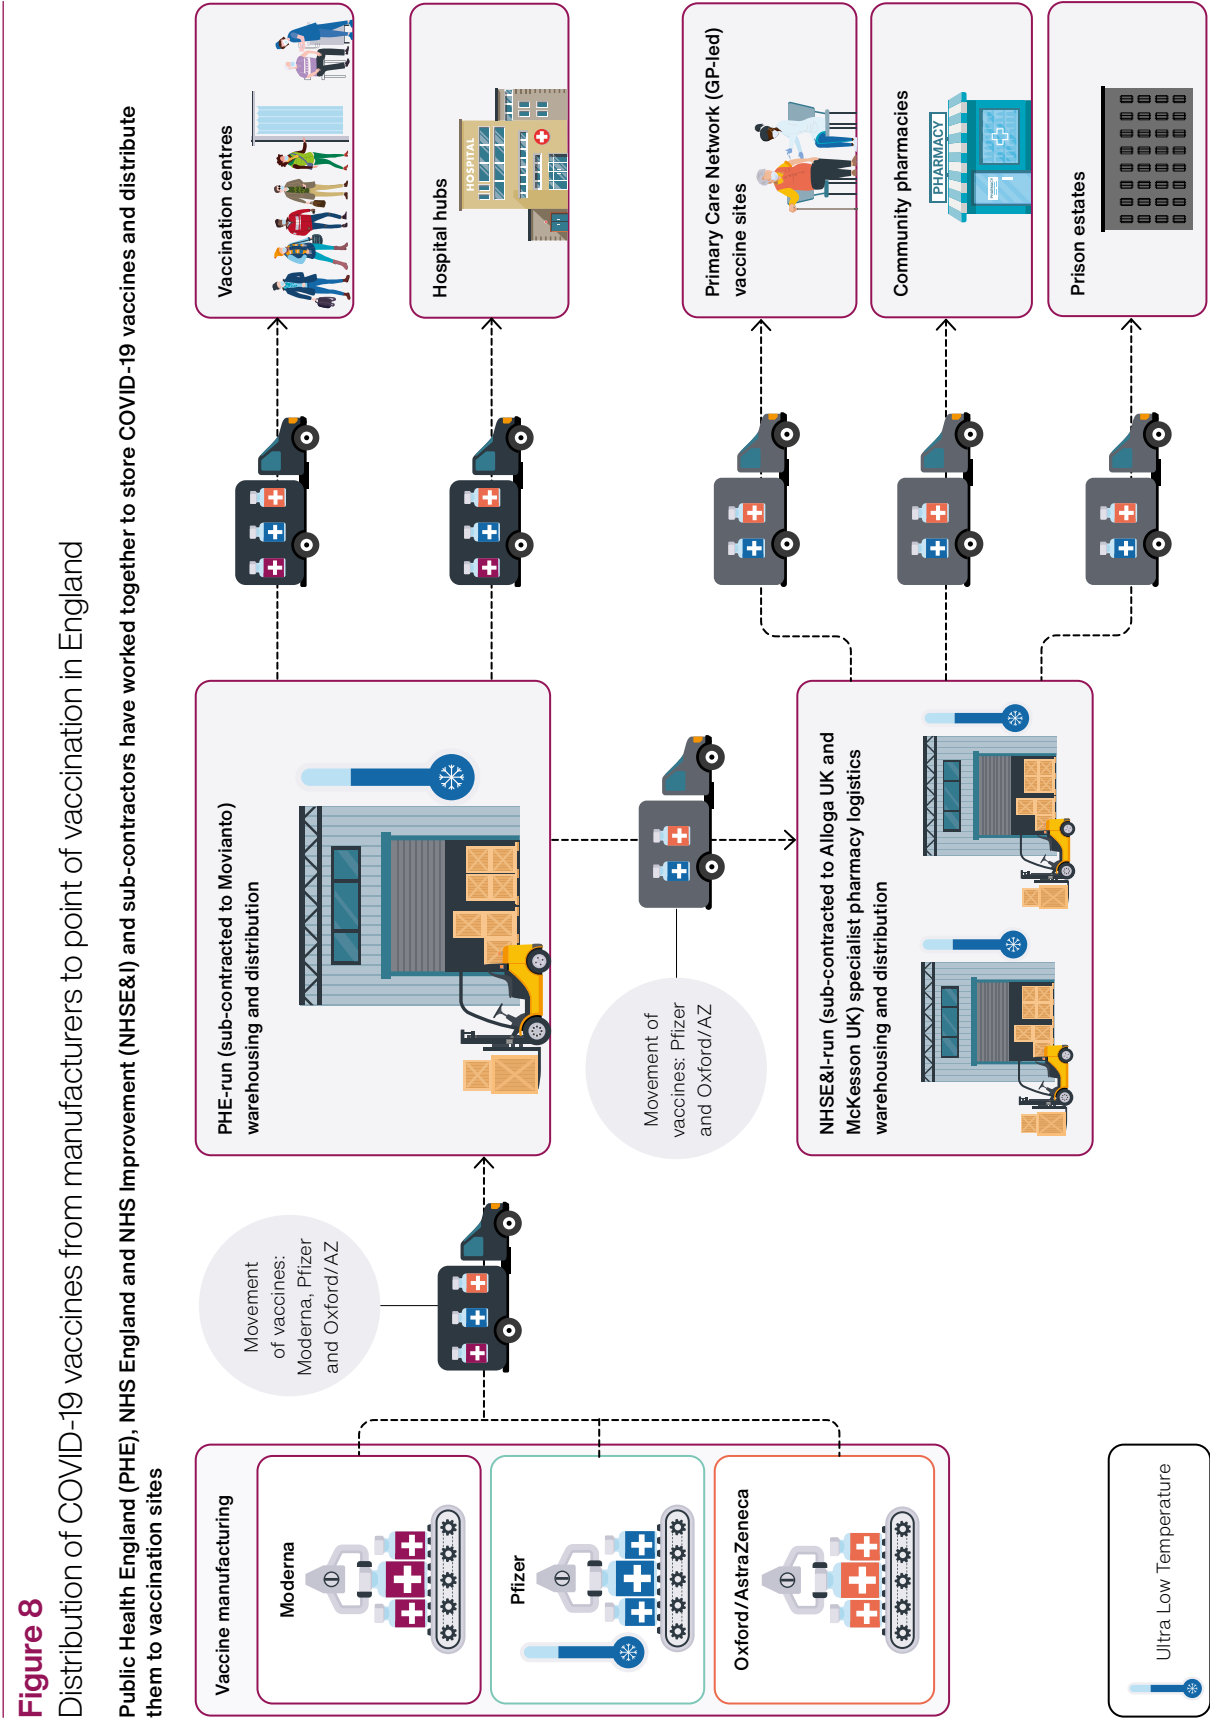 Figure 8
Distribution of COVID-19 vaccines from manufacturers to point of vaccination in England
Public Health England (PHE), NHS England and NHS Improvement (NHSE&I) and sub-contractors have worked together to store COVID-19 vaccines and distribute
them to vaccination sites
Vaccine manufacturing
Moderna
Pfizer
Oxford/AstraZeneca
Movement
of vaccines:
Moderna, Pfizer
and Oxford/AZ
PHE-run (sub-contracted to Movianto)
warehousing and distribution
Movement of
vaccines: Pfizer
and Oxford/AZ
NHSE&I-run (sub-contracted to Alloga UK and
McKesson UK) specialist pharmacy logistics
warehousing and distribution
Vaccination centres
Hospital hubs
HOSPITAL
Primary Care Network (GP-led)
vaccine sites
Community pharmacies
PHARMACY
Prison estates
Ultra Low Temperature